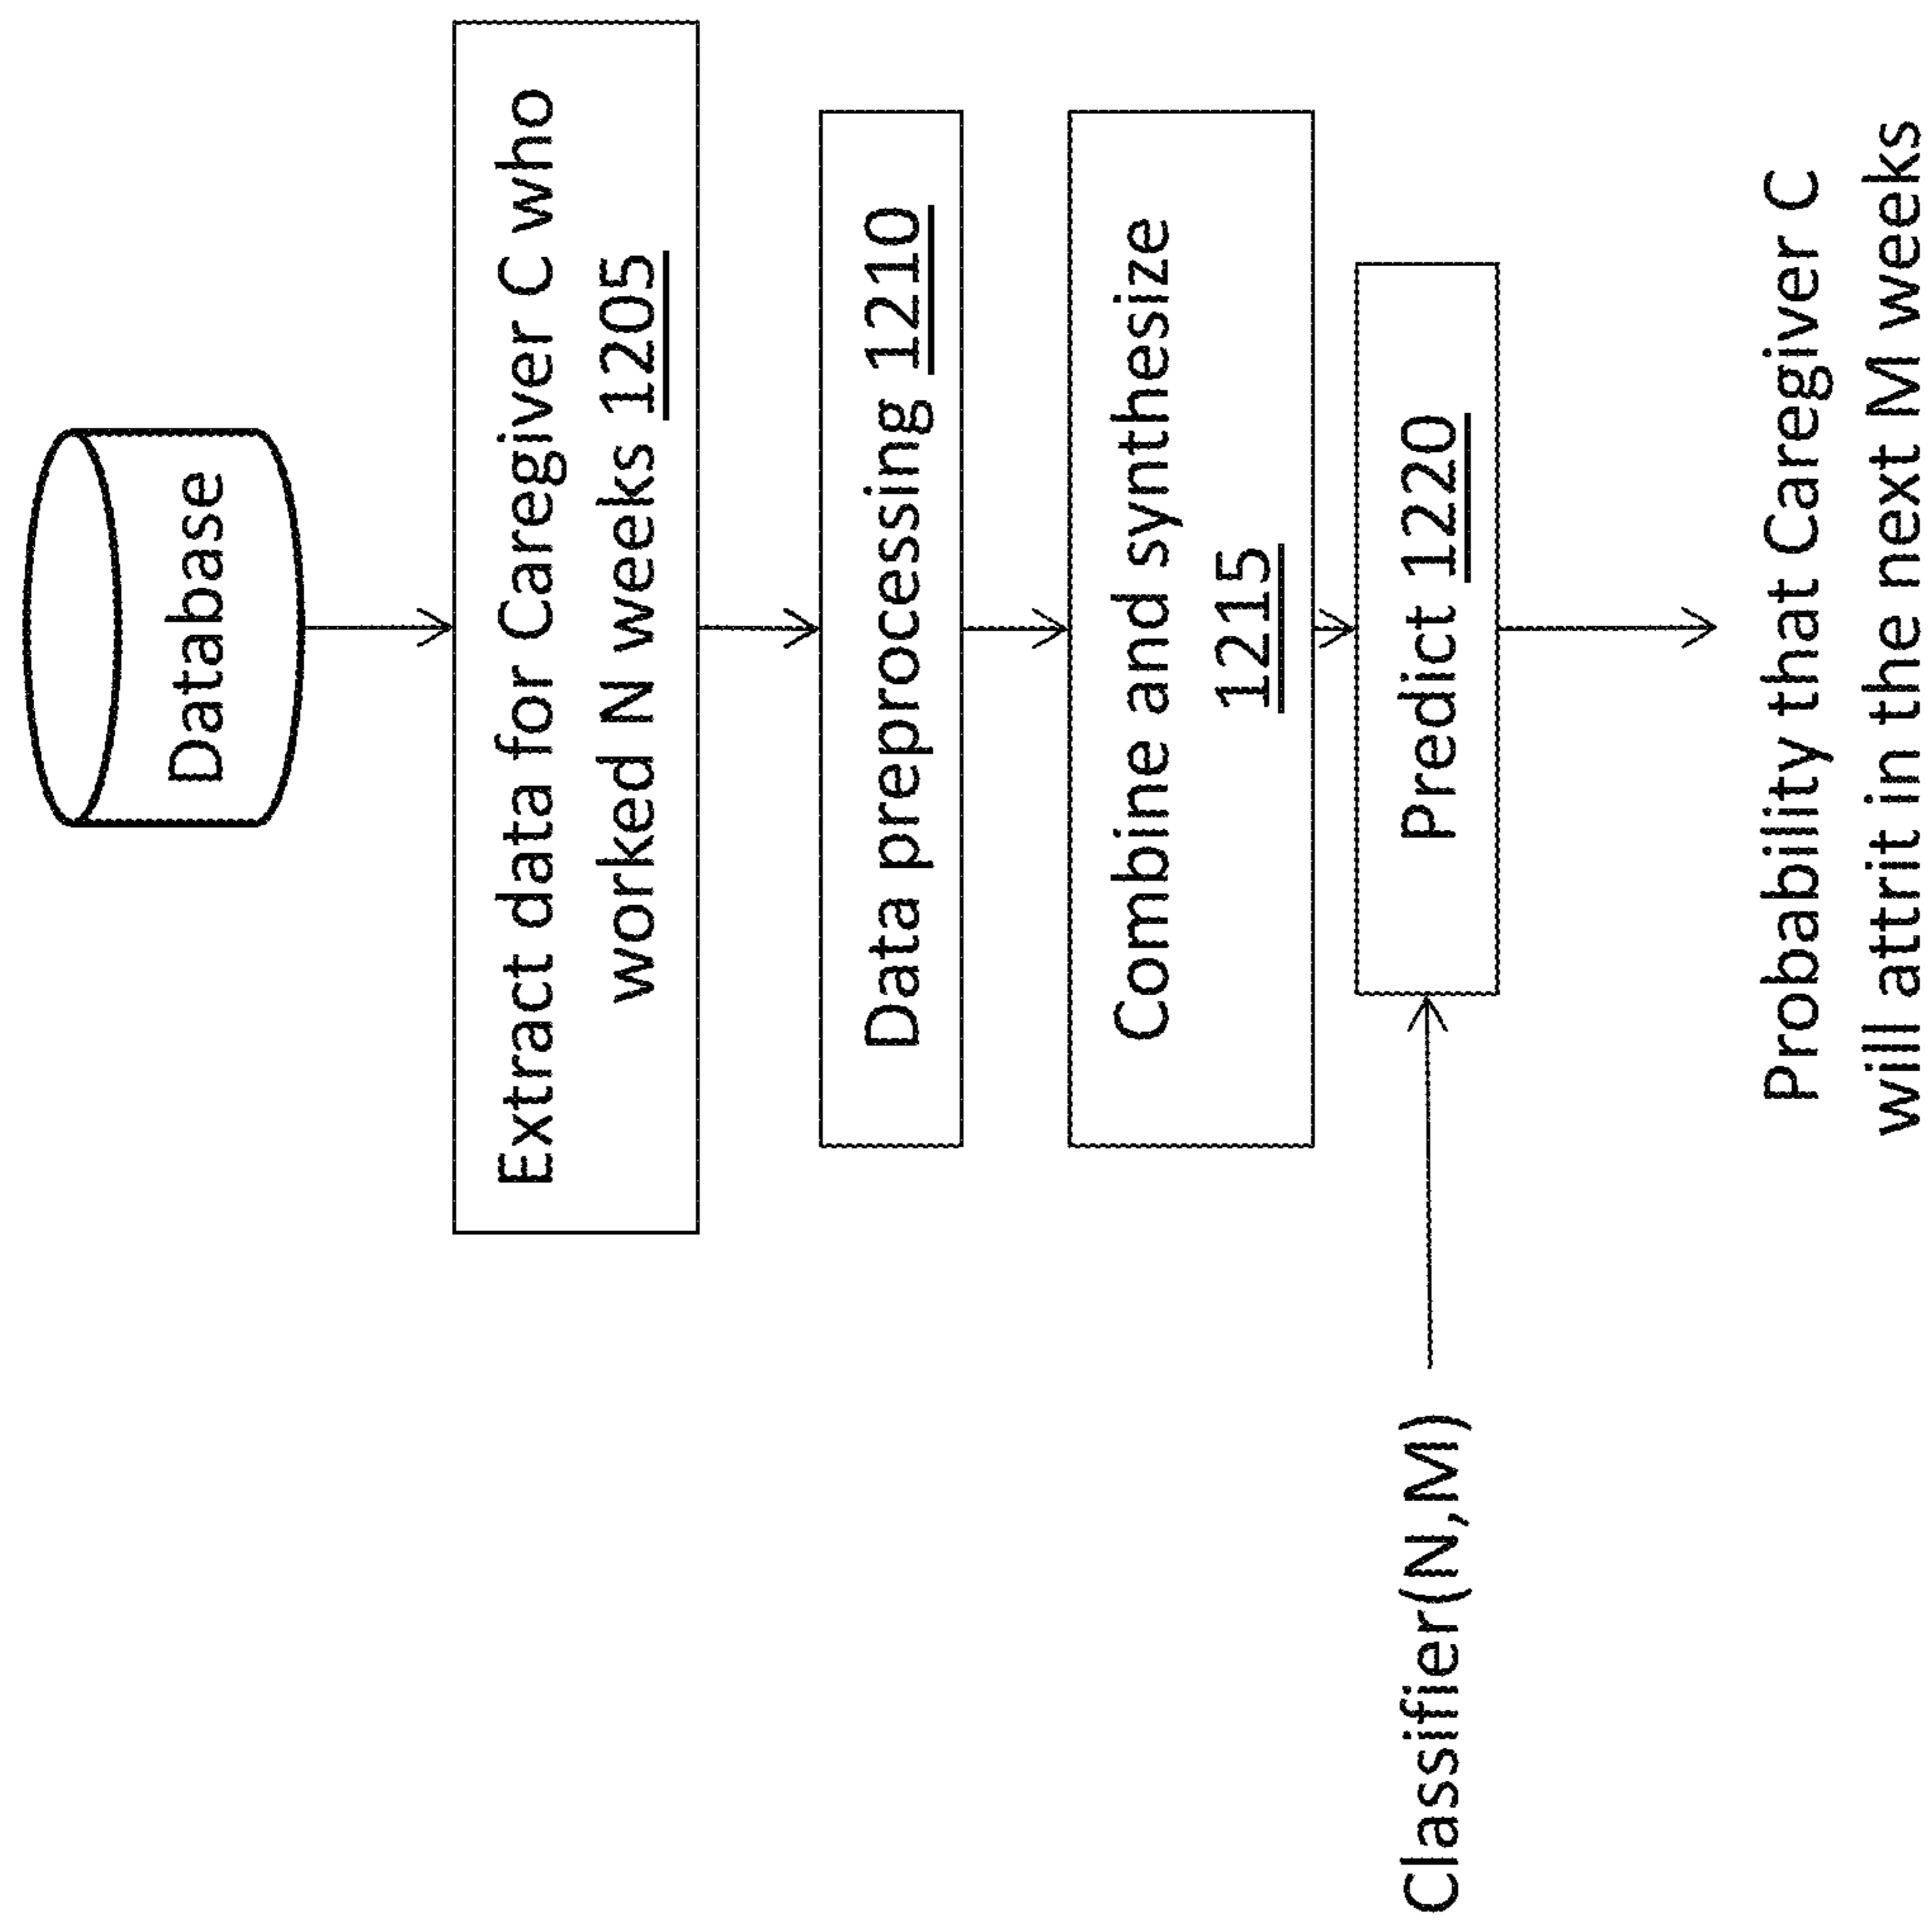 Database
Extract data for Caregiver C who
worked N weeks 1205
Data preprocessing 1210
Combine and synthesize
1215
Classifier(N,M)
Predict 1220
Probability that Caregiver C
will attrit in the next M weeks